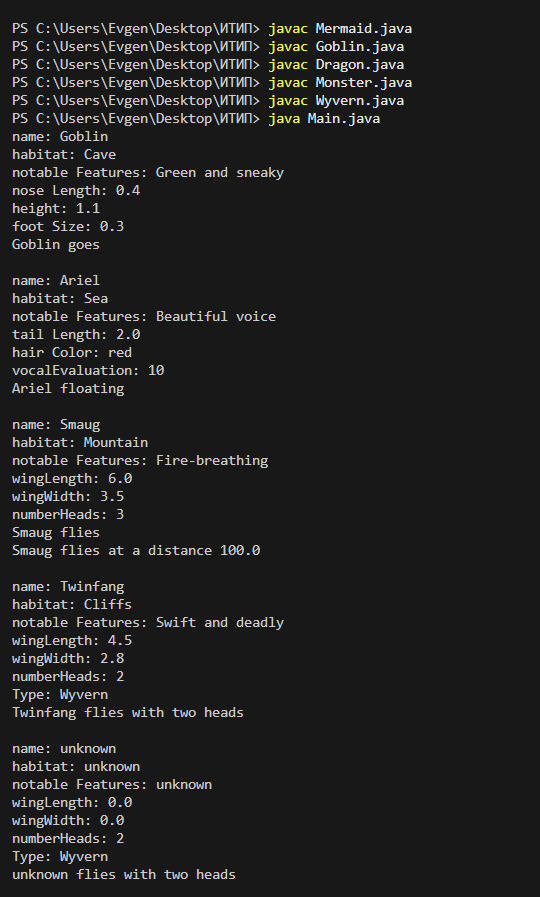 PS C:\Users\Evgen\Desktop\ИТИП> javac Mermaid.java
PS C:\Users\Evgen\Desktop\ИТИП> javac Goblin.java
PS C:\Users\Evgen\Desktop\ИТИП> javac Dragon.java
PS C:\Users\Evgen\Desktop\ИТИП> javac Monster.java
PS C:\Users\Evgen\Desktop\ИТИП> javac Wyvern.java
PS C:\Users\Evgen\Desktop\ИТИП> java Main.java
name: Goblin
habitat: Cave
notable Features: Green and sneaky
nose Length: 0.4
height: 1.1
foot Size: 0.3
Goblin goes

name: Ariel
habitat: Sea
notable Features: Beautiful voice
tail Length: 2.0
hair Color: red
vocalEvaluation: 10
Ariel floating

name: Smaug
habitat: Mountain
notable Features: Fire-breathing
wingLength: 6.0
wingWidth: 3.5
numberHeads: 3
Smaug flies
Smaug flies at a distance 100.0

name: Twinfang
habitat: Cliffs
notable Features: Swift and deadly
wingLength: 4.5
wingWidth: 2.8
numberHeads: 2
Type: Wyvern
Twinfang flies with two heads

name: unknown
habitat: unknown
notable Features: unknown
wingLength: 0.0
wingWidth: 0.0
numberHeads: 2
Type: Wyvern
unknown flies with two heads